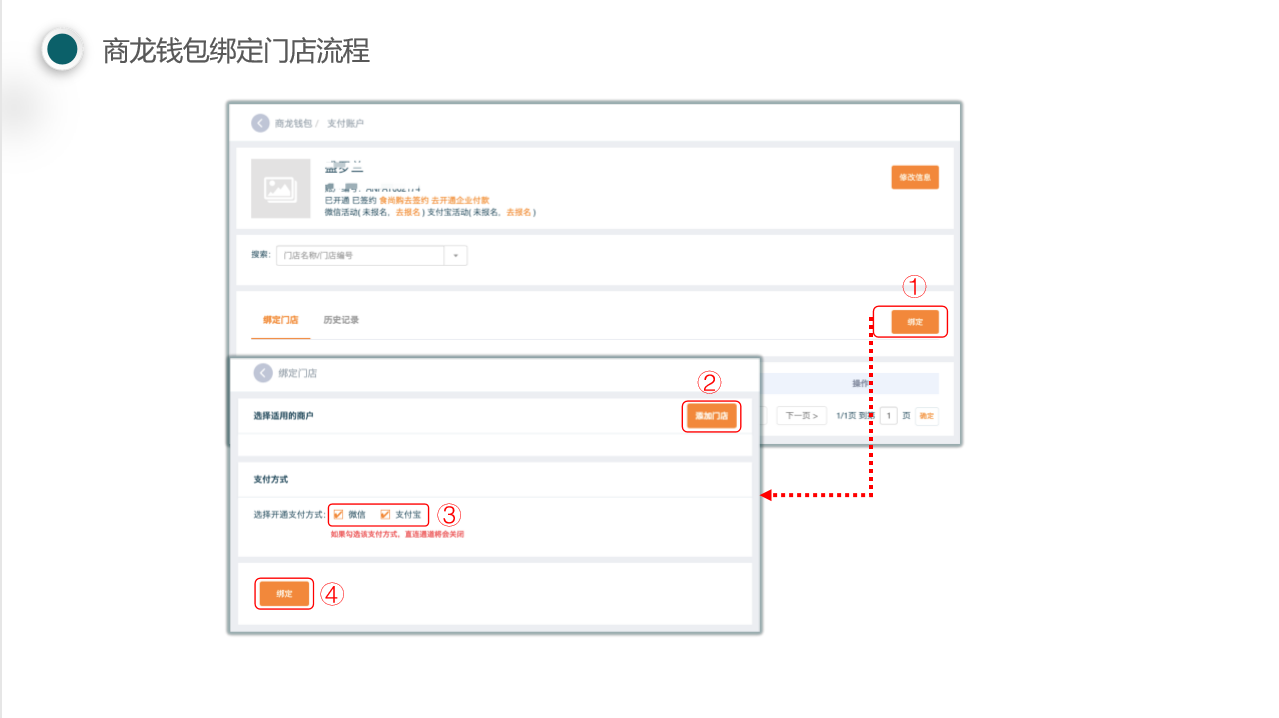 商龙钱包绑定门店流程
商龙钱包 / 支付账户
修改信息
已开通 已签约 食尚购去签约 去开通企业付款
微信活动( 未报名, 去报名 ) 支付宝活动( 未报名, 去报名 )
搜索: 门店名称/门店编号
①
绑定门店 历史记录
绑定
绑定门店
②
操作
选择适用的商户
添加门店
下一页 > 1/1页 到第 1 页 确定
支付方式
选择开通支付方式: 微信 支付宝 ③
如果勾选该支付方式, 直连通道将会关闭
绑定 ④